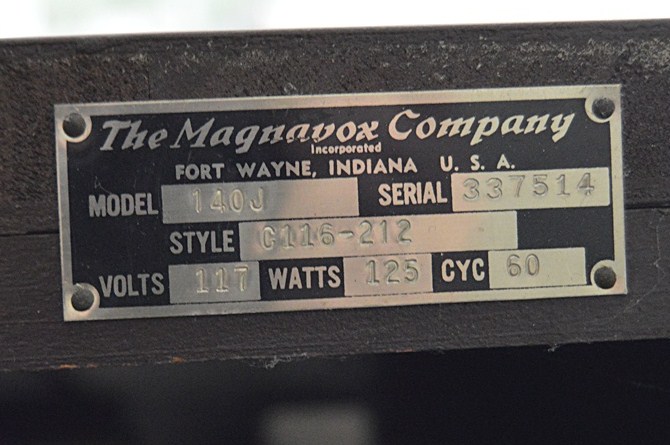 The Magnavox Company
Incorporated
FORT WAYNE, INDIANA U. S. A.
MODEL 140J SERIAL 337514
STYLE C116-212
VOLTS 117 WATTS 125 CYC 60